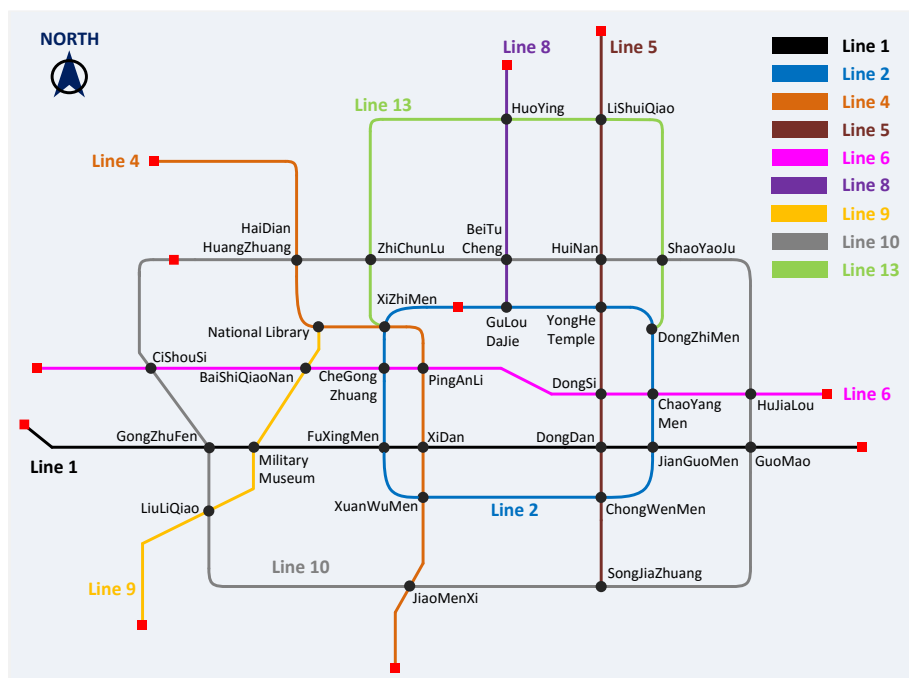 NORTH
Line 8
Line 5
Line 1
Line 2
Line 4
Line 5
Line 6
Line 8
Line 9
Line 10
Line 13
Line 13
HuoYing
LiShuiQiao
Line 4
HaiDian
HuangZhuang
ZhiChunLu
BeiTu
Cheng
HuiNan
ShaoYaoJu
XiZhiMen
National Library
GuLou
DaJie
YongHe
Temple
DongZhiMen
CiShouSi
BaiShiQiaoNan
CheGong
Zhuang
PingAnLi
DongSi
ChaoYang
Men
HuJiaLou
Line 6
GongZhuFen
Line 1
Military
Museum
FuXingMen
XiDan
DongDan
JianGuoMen
GuoMao
LiuLiQiao
XuanWuMen
Line 2
ChongWenMen
Line 9
Line 10
JiaoMenXi
SongJiaZhuang